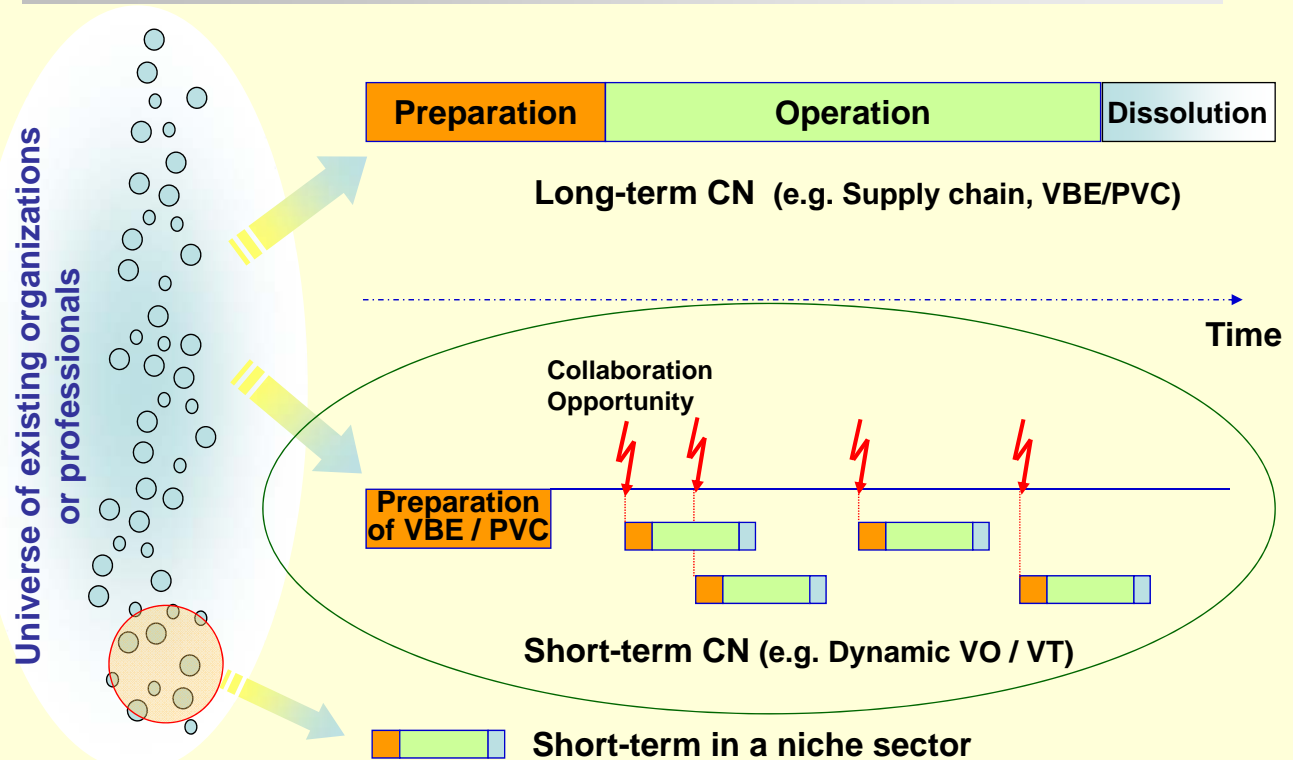 Universe of existing organizations
or professionals
Preparation
Operation
Dissolution
Long-term CN (e.g. Supply chain, VBE/PVC)
Time
Collaboration
Opportunity
Preparation
of VBE / PVC
Short-term CN (e.g. Dynamic VO / VT)
Short-term in a niche sector